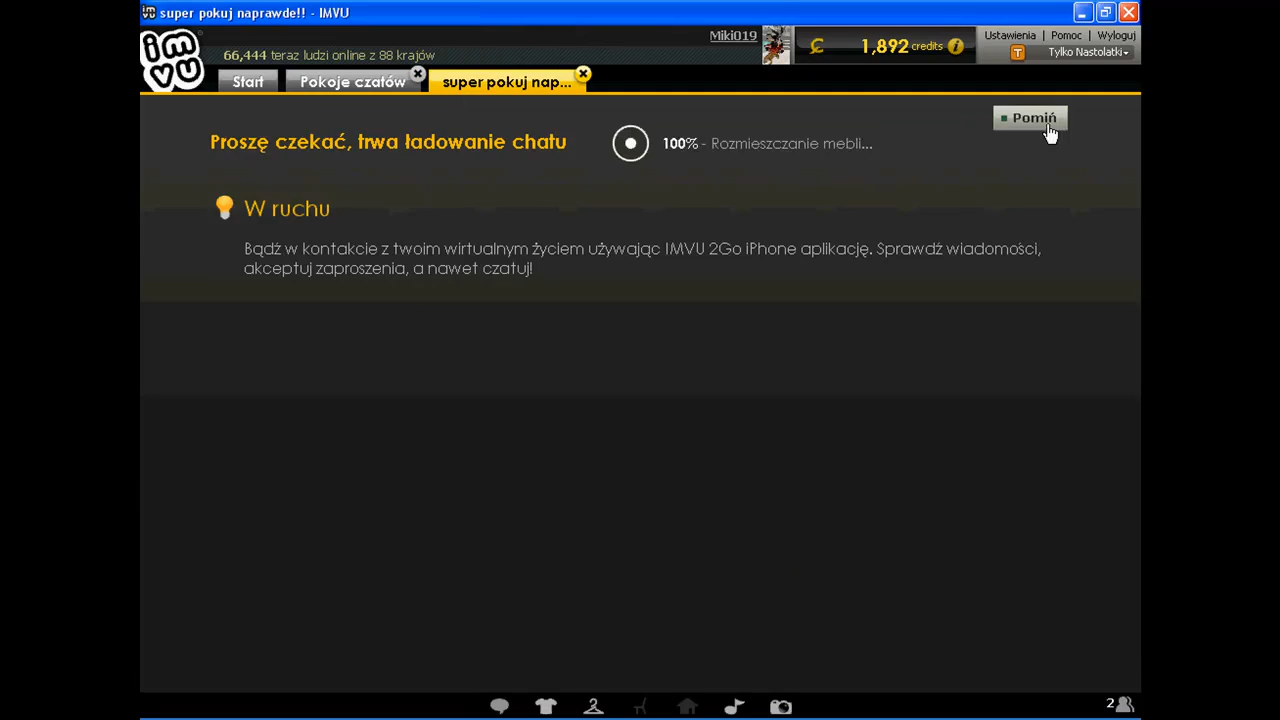 super pokuj naprawde!! - IMVU
imvu
66,444 teraz ludzi online z 88 krajów
Miki019
1,892 credits i
Ustawienia | Pomoc | Wyloguj
T Tylko Nastolatki
Start
Pokoje czatów
super pokuj nap...
Pomiń
Proszę czekać, trwa ładowanie chatu
100% - Rozmieszczanie mebli...
W ruchu
Bądź w kontakcie z twoim wirtualnym życiem używając IMVU 2Go iPhone aplikację. Sprawdź wiadomości,
akceptuj zaproszenia, a nawet czatuj!
2